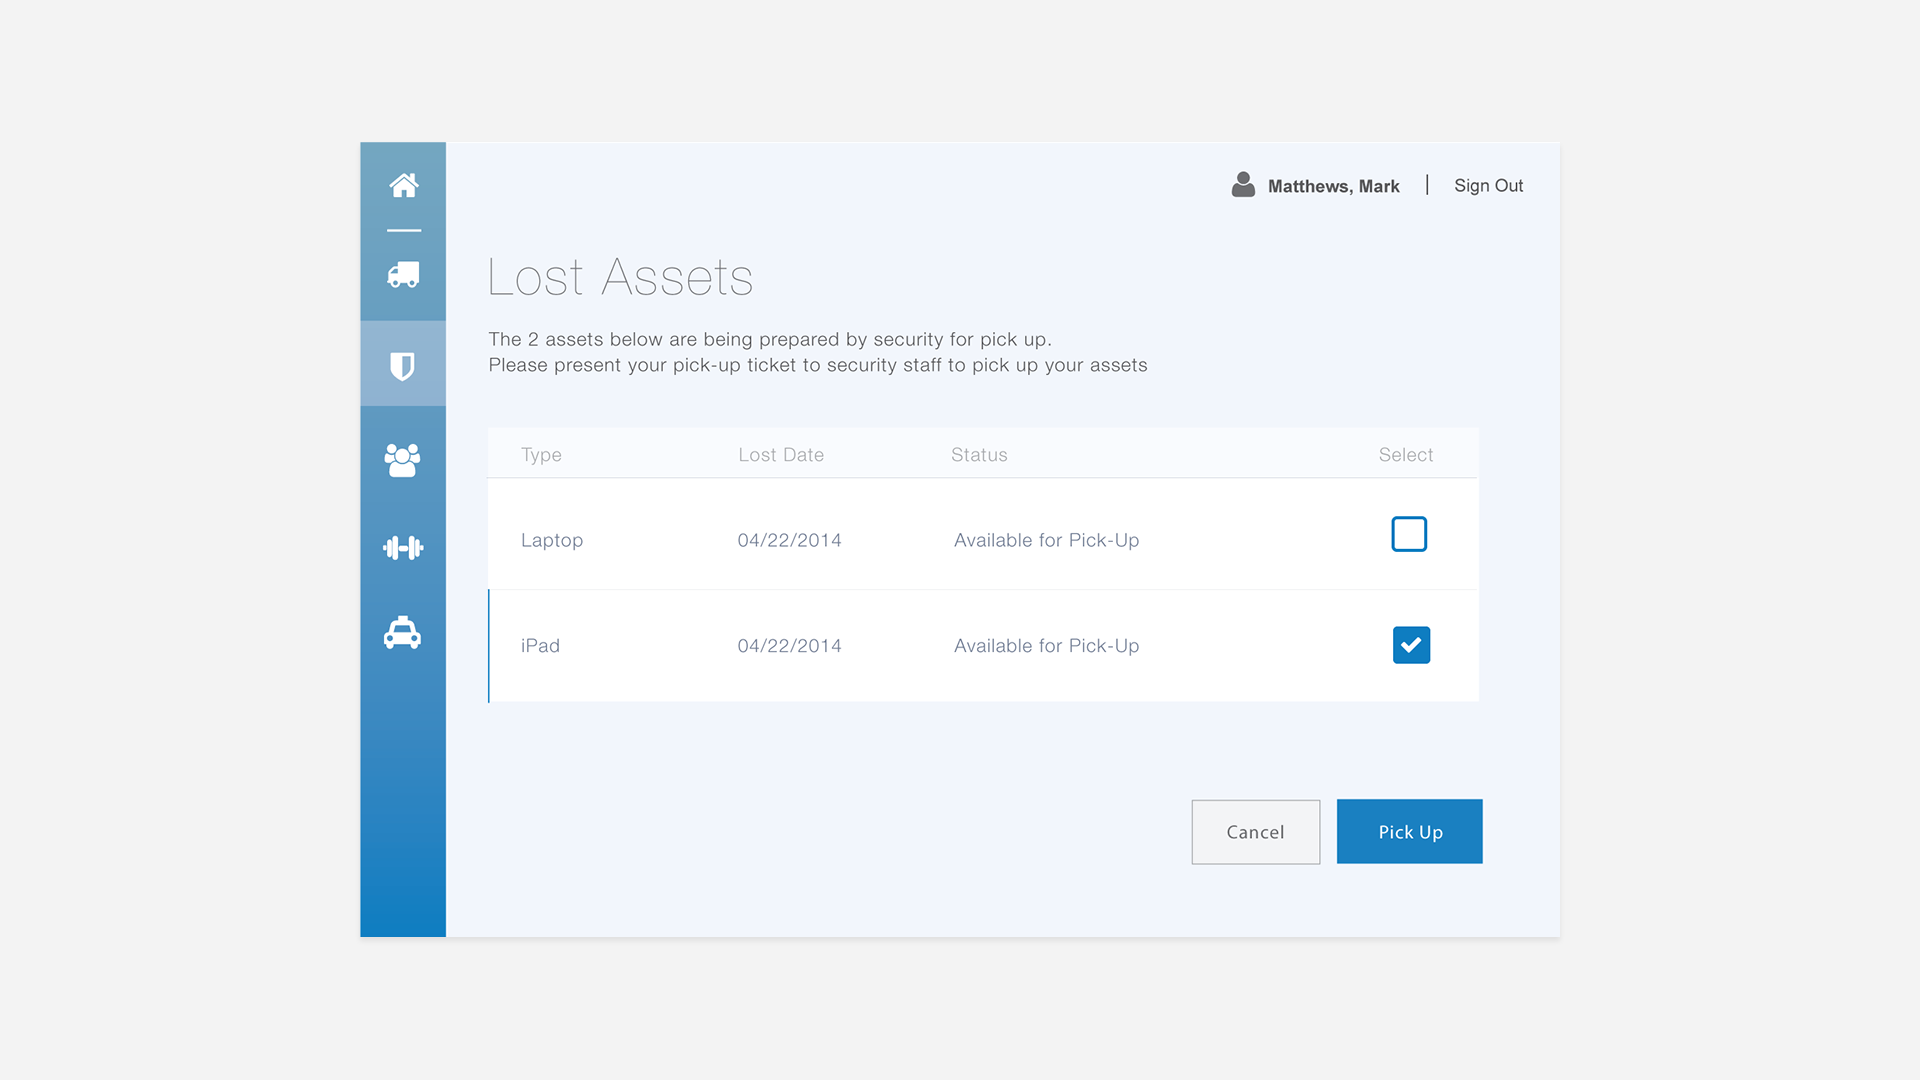 Matthews, Mark | Sign Out
Lost Assets
The 2 assets below are being prepared by security for pick up.
Please present your pick-up ticket to security staff to pick up your assets
Type Lost Date Status Select
Laptop 04/22/2014 Available for Pick-Up
iPad 04/22/2014 Available for Pick-Up
Cancel Pick Up